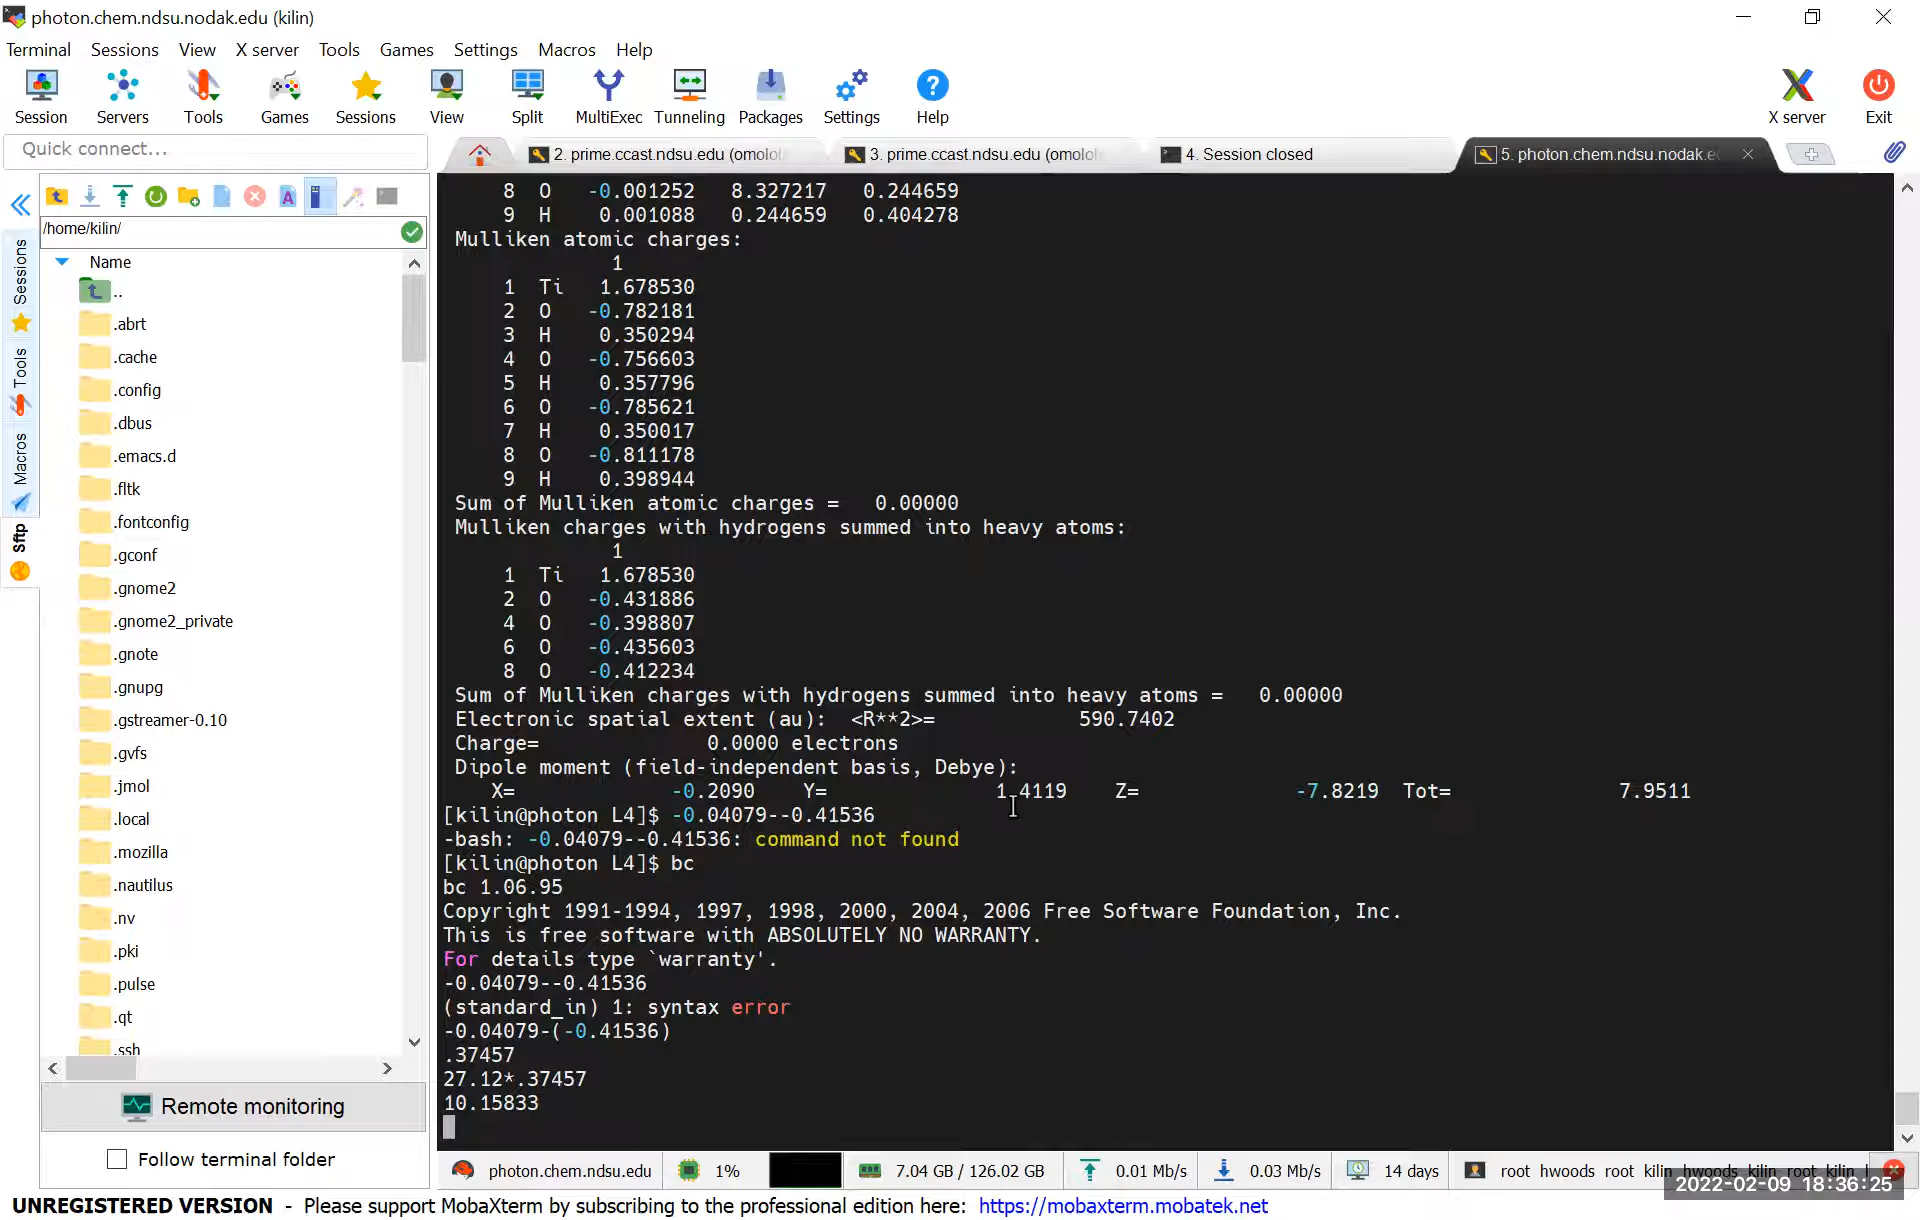 photon.chem.ndsu.nodak.edu (kilin)
Terminal Sessions View X server Tools Games Settings Macros Help
Session Servers Tools Games Sessions View Split MultiExec Tunneling Packages Settings Help X server Exit
Quick connect...
2. prime.ccast.ndsu.edu (omolo
3. prime.ccast.ndsu.edu (omolo
4. Session closed
5. photon.chem.ndsu.nodak.e
Sessions
Tools
Macros
Sftp
/home/kilin/
Name
..
.abrt
.cache
.config
.dbus
.emacs.d
.fltk
.fontconfig
.gconf
.gnome2
.gnome2_private
.gnote
.gnupg
.gstreamer-0.10
.gvfs
.jmol
.local
.mozilla
.nautilus
.nv
.pki
.pulse
.qt
.ssh
Remote monitoring
Follow terminal folder
8 O -0.001252 8.327217 0.244659
9 H 0.001088 0.244659 0.404278
Mulliken atomic charges:
1
1 Ti 1.678530
2 O -0.782181
3 H 0.350294
4 O -0.756603
5 H 0.357796
6 O -0.785621
7 H 0.350017
8 O -0.811178
9 H 0.398944
Sum of Mulliken atomic charges = 0.00000
Mulliken charges with hydrogens summed into heavy atoms:
1
1 Ti 1.678530
2 O -0.431886
4 O -0.398807
6 O -0.435603
8 O -0.412234
Sum of Mulliken charges with hydrogens summed into heavy atoms = 0.00000
Electronic spatial extent (au): <R**2>= 590.7402
Charge= 0.0000 electrons
Dipole moment (field-independent basis, Debye):
X= -0.2090 Y= 1.4119 Z= -7.8219 Tot= 7.9511
[kilin@photon L4]$ -0.04079--0.41536
-bash: -0.04079--0.41536: command not found
[kilin@photon L4]$ bc
bc 1.06.95
Copyright 1991-1994, 1997, 1998, 2000, 2004, 2006 Free Software Foundation, Inc.
This is free software with ABSOLUTELY NO WARRANTY.
For details type `warranty'.
-0.04079--0.41536
(standard_in) 1: syntax error
-0.04079-(-0.41536)
.37457
27.12*.37457
10.15833
photon.chem.ndsu.edu 1% 7.04 GB / 126.02 GB 0.01 Mb/s 0.03 Mb/s 14 days root hwoods root kilin hwoods kilin root kilin
2022-02-09 18:36:25
UNREGISTERED VERSION - Please support MobaXterm by subscribing to the professional edition here: https://mobaxterm.mobatek.net